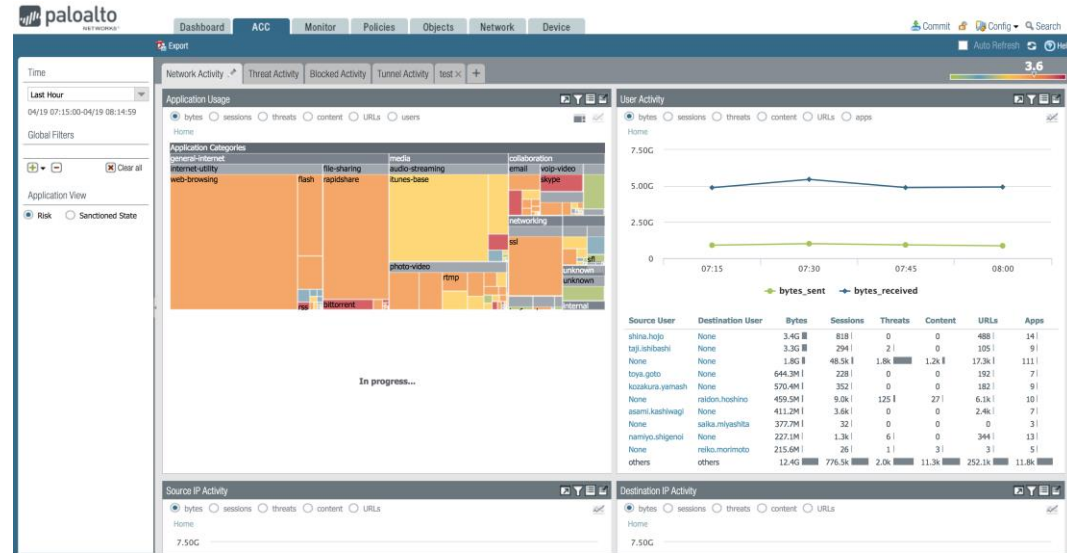 paloalto
NETWORKS
Dashboard ACC Monitor Policies Objects Network Device
Commit Config Search
Export
Auto Refresh Hel
Time
Last Hour
04/19 07:15:00-04/19 08:14:59
Global Filters
Clear all
Application View
Risk Sanctioned State
Network Activity Threat Activity Blocked Activity Tunnel Activity test
3.6
Application Usage
bytes sessions threats content URLs users
Home
Application Categories
general-internet media collaboration
internet-utility file-sharing audio-streaming email voip-video
web-browsing flash rapidshare itunes-base skype
networking
ssl
photo-video
rtmp
unknown
unknown
rss bittorrent internal
In progress...
User Activity
bytes sessions threats content URLs apps
Home
7.50G
5.00G
2.50G
0
07:15 07:30 07:45 08:00
bytes_sent bytes_received
Source User Destination User Bytes Sessions Threats Content URLs Apps
shina.hojo None 3.4G 818 0 0 488 14
taji.ishibashi None 3.3G 294 2 0 105 9
None None 1.8G 48.5k 1.8k 1.2k 17.3k 111
toya.goto None 644.3M 228 0 0 192 7
kozakura.yamash None 570.4M 352 0 0 182 9
None raidon.hoshino 459.5M 9.0k 125 27 6.1k 10
asami.kashiwagi None 411.2M 3.6k 0 0 2.4k 7
None saika.miyashita 377.7M 32 0 0 0 3
namiyo.shigenoi None 227.1M 1.3k 6 0 344 13
None reiko.morimoto 215.6M 26 1 3 3 5
others others 12.4G 776.5k 2.0k 11.3k 252.1k 11.8k
Source IP Activity
bytes sessions threats content URLs
Home
7.50G
Destination IP Activity
bytes sessions threats content URLs
Home
7.50G